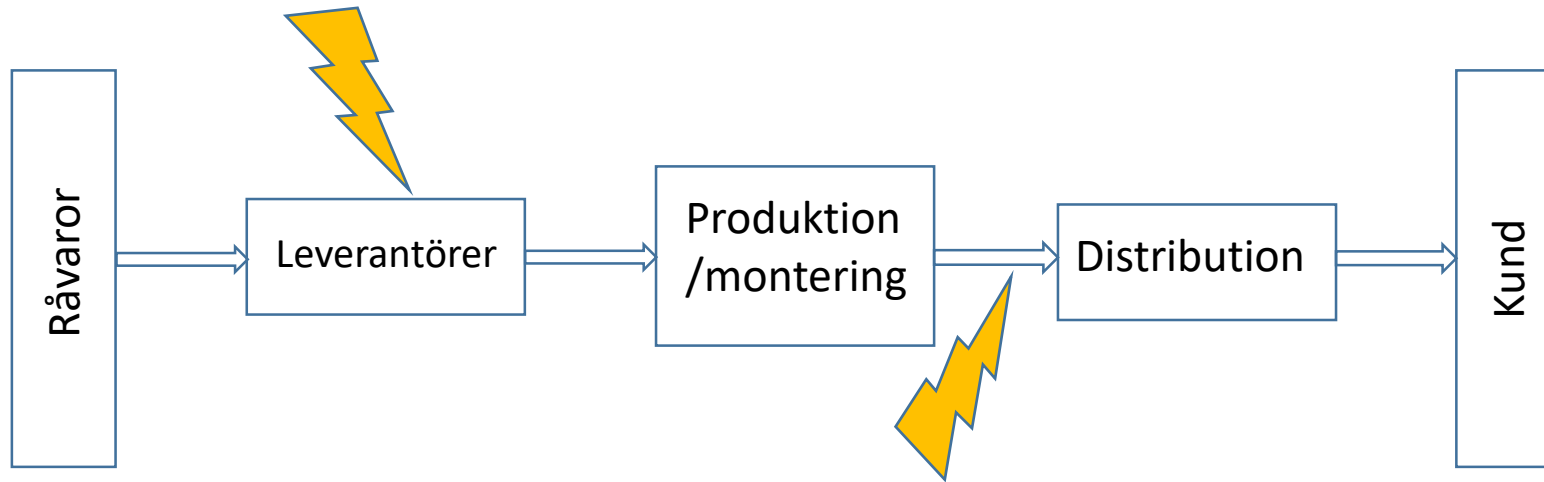 Råvaror
Leverantörer
Produktion
/montering
Distribution
Kund